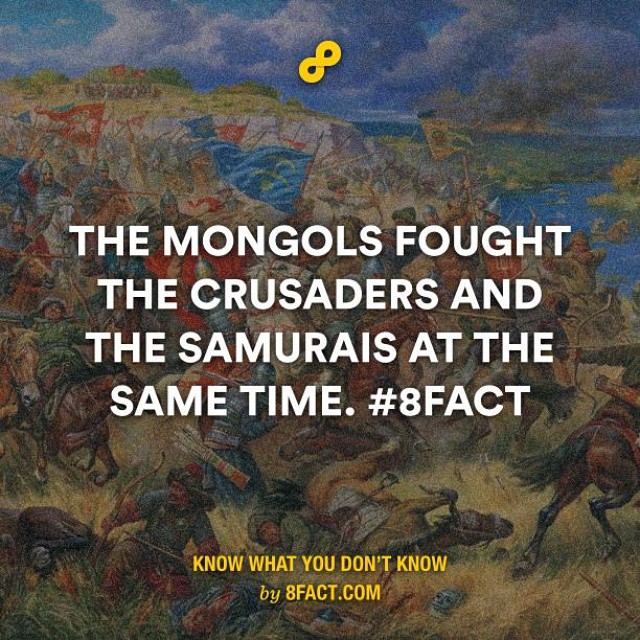 THE MONGOLS FOUGHT
THE CRUSADERS AND
THE SAMURAIS AT THE
SAME TIME. #8FACT
KNOW WHAT YOU DON'T KNOW
by 8FACT.COM